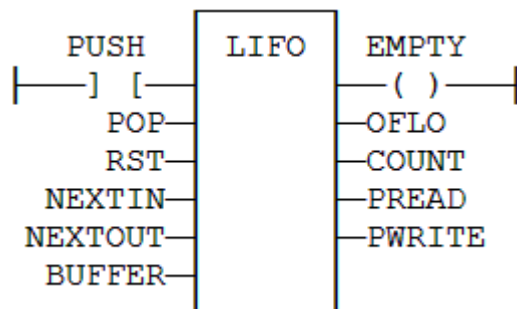 PUSH LIFO EMPTY
] [ ( )
POP OFLO
RST COUNT
NEXTIN PREAD
NEXTOUT PWRITE
BUFFER